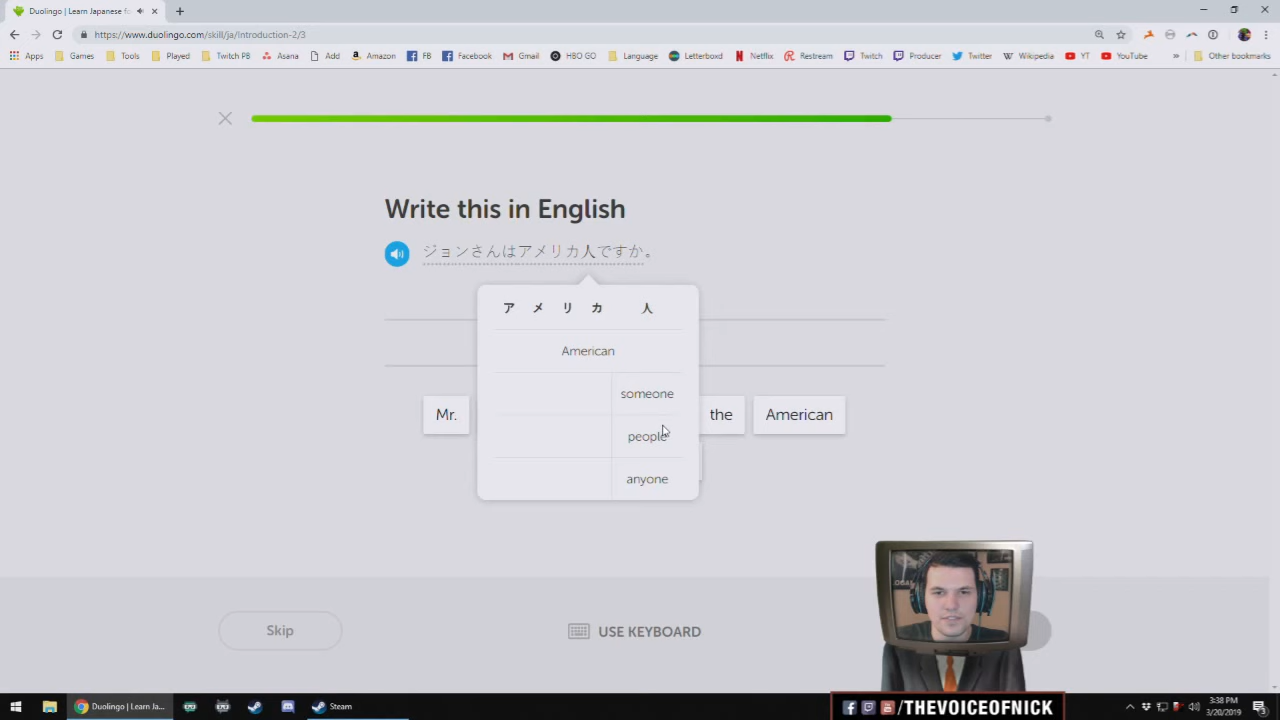 Duolingo | Learn Japanese fo
https://www.duolingo.com/skill/ja/Introduction-2/3
Apps Games Tools Played Twitch PB Asana Add Amazon FB Facebook Gmail HBO GO Language Letterboxd Netflix Restream Twitch Producer Twitter Wikipedia YT YouTube » Other bookmarks
Write this in English
ジョンさんはアメリカ人ですか。
アメリカ人
American
someone
people
anyone
Mr. the American
Skip
USE KEYBOARD
/THEVOICEOFNICK
Duolingo | Learn Ja...
Steam
3:38 PM
3/20/2019